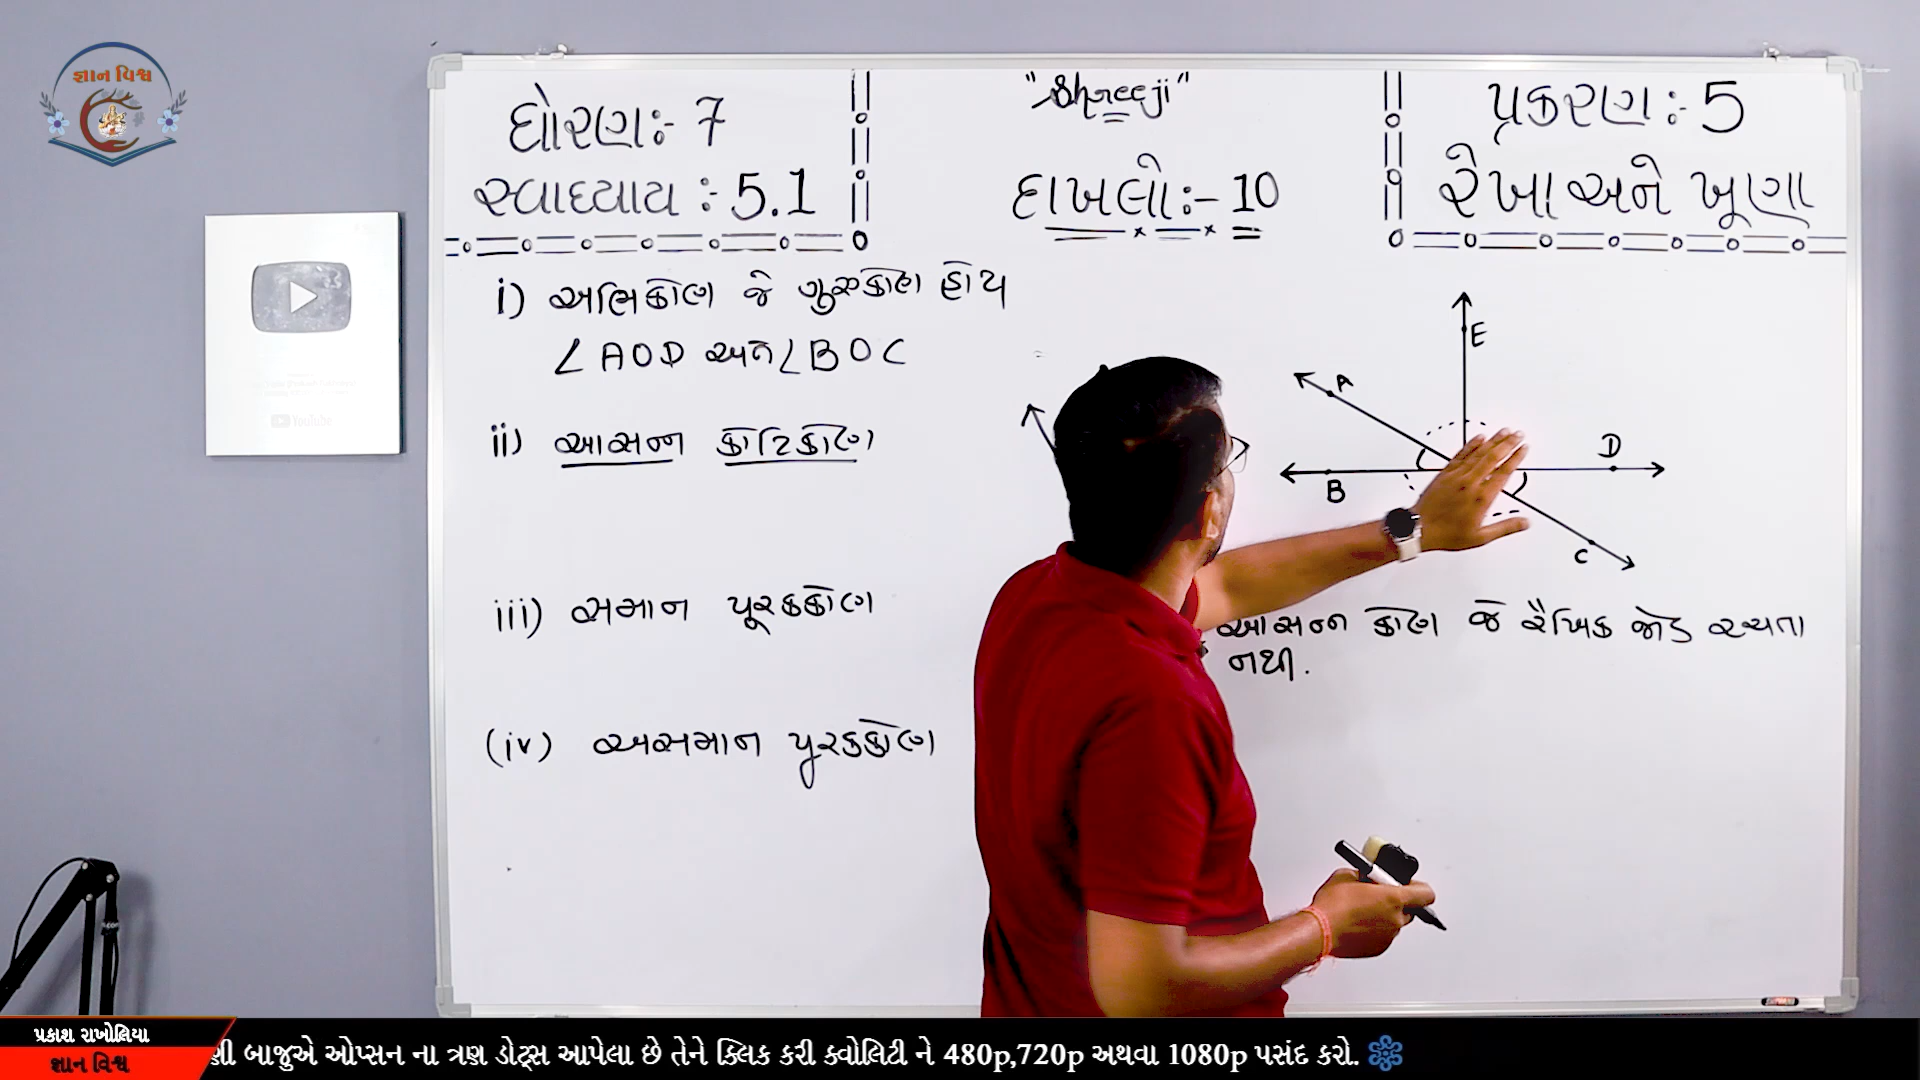 જ્ઞાન વિશ્વ
ધોરણ:- 7
સ્વાધ્યાય :- 5.1
"Shreeji"
દાખલો:- 10
પ્રકરણ :- 5
રેખા અને ખૂણા
i) અભિકોણ જે ગુરુકોણ હોય
∠AOD અને ∠BOC
ii) આસન્ન કોટિકોણ
iii) સમાન પૂરકકોણ
(iv) અસમાન પૂરકકોણ
E
A
D
B
C
આસન્ન કોણ જે રૈખિક જોડ રચતા
નથી.
YouTube
પ્રકાશ રાખોલિયા
જ્ઞાન વિશ્વ
ણી બાજુએ ઓપ્સન ના ત્રણ ડોટ્સ આપેલા છે તેને ક્લિક કરી ક્વોલિટી ને 480p,720p અથવા 1080p પસંદ કરો.